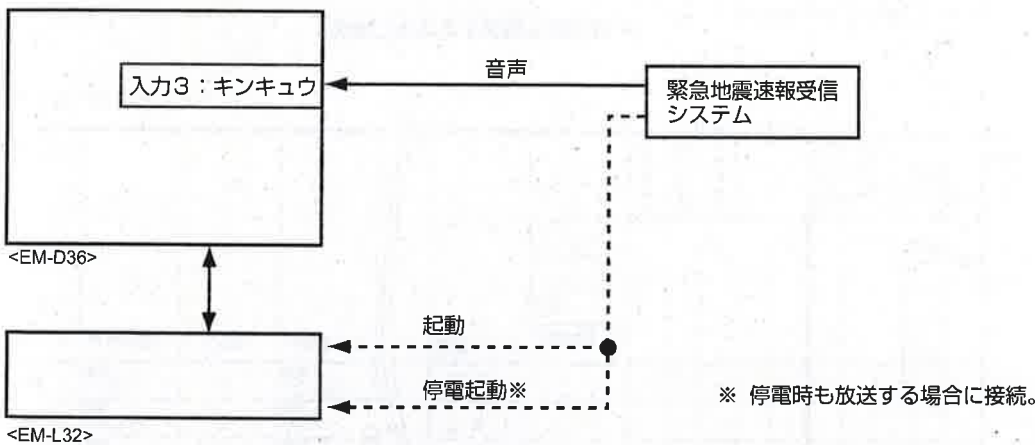 音声
入力3：キンキュウ
緊急地震速報受信
システム
<EM-D36>
起動
停電起動※
※ 停電時も放送する場合に接続。
<EM-L32>